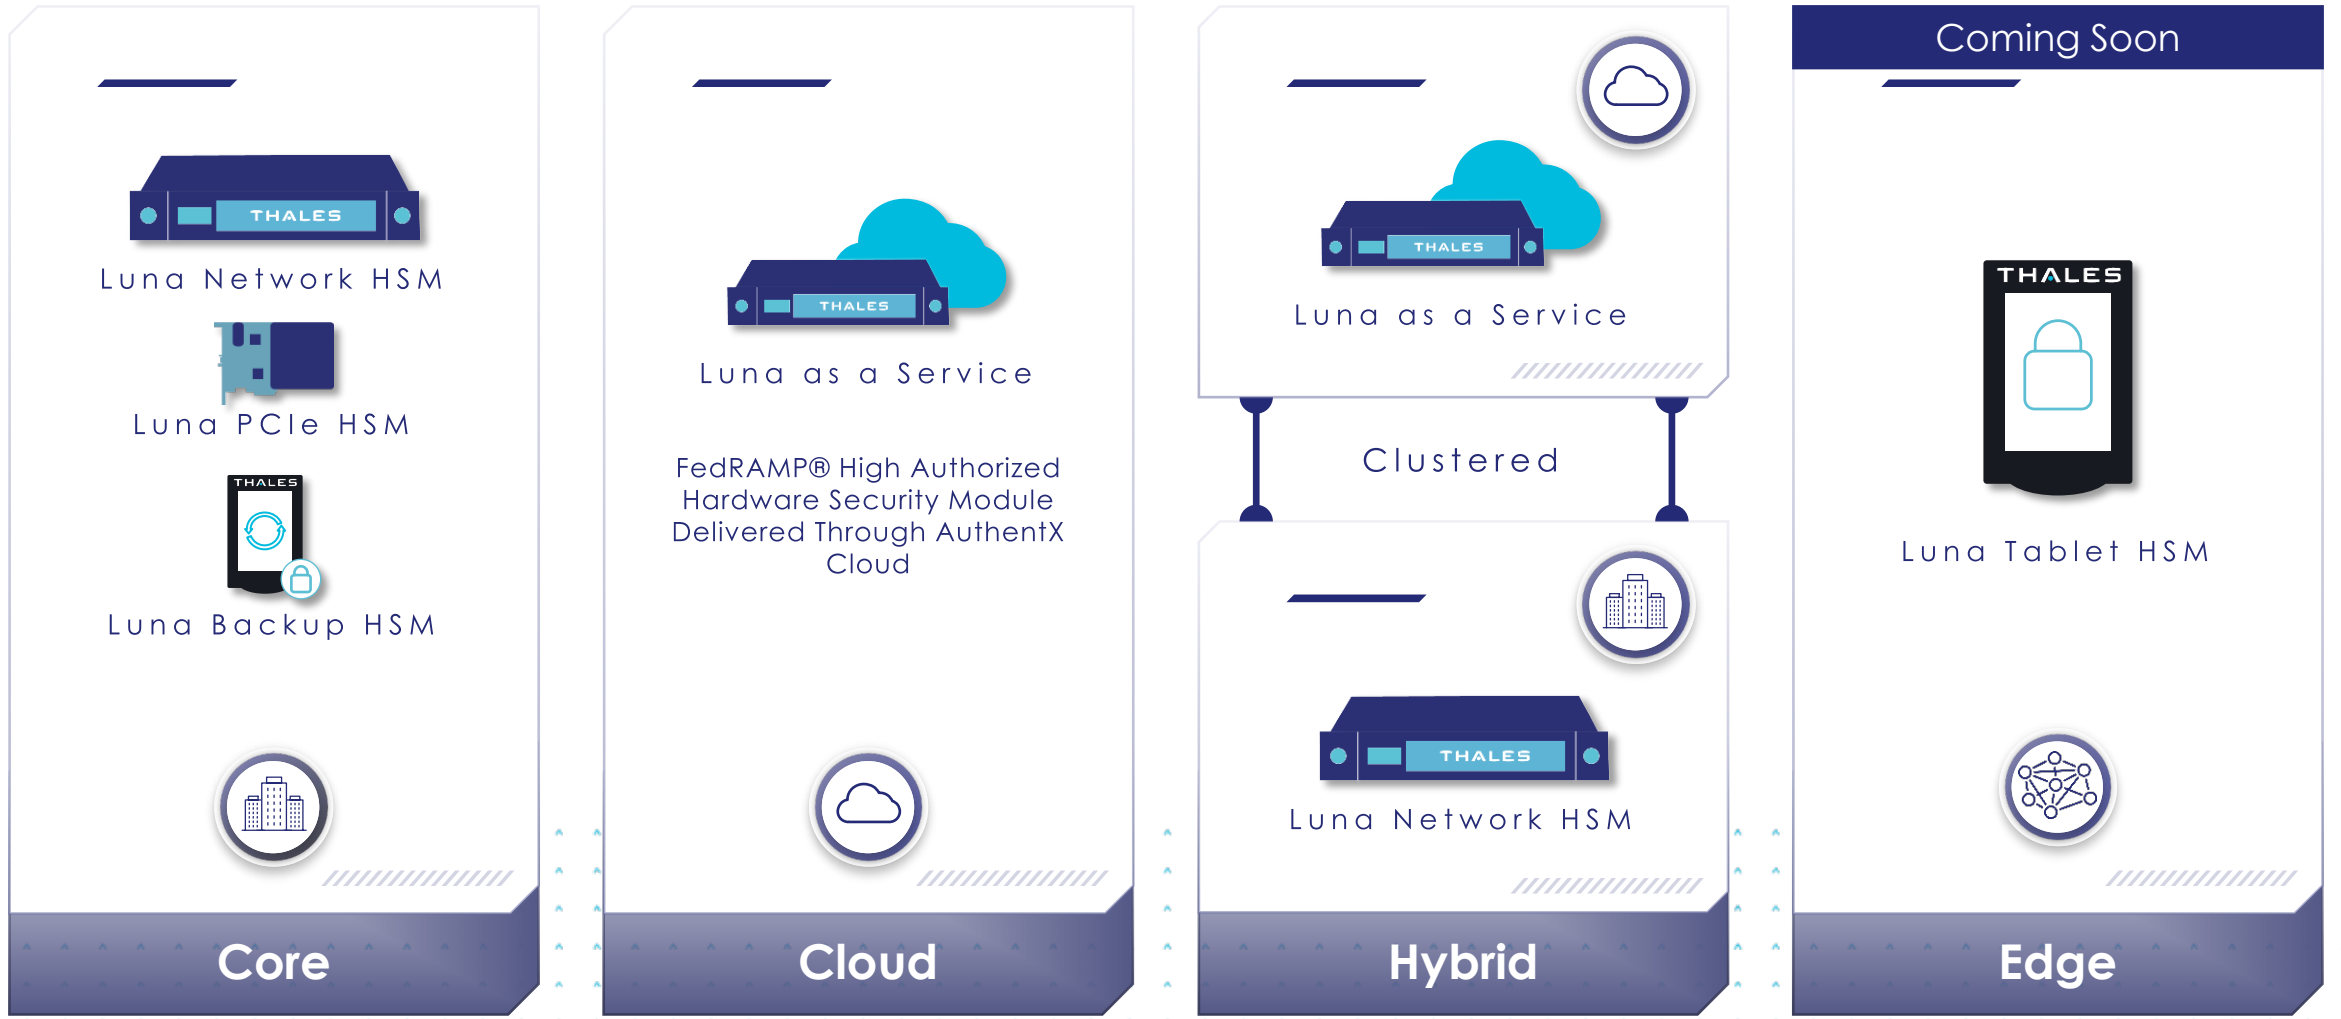 THALES
Luna Network HSM
Luna PCIe HSM
THALES
Luna Backup HSM
Core
THALES
Luna as a Service
FedRAMP® High Authorized
Hardware Security Module
Delivered Through AuthentX
Cloud
Cloud
THALES
Luna as a Service
Clustered
THALES
Luna Network HSM
Hybrid
Coming Soon
THALES
Luna Tablet HSM
Edge